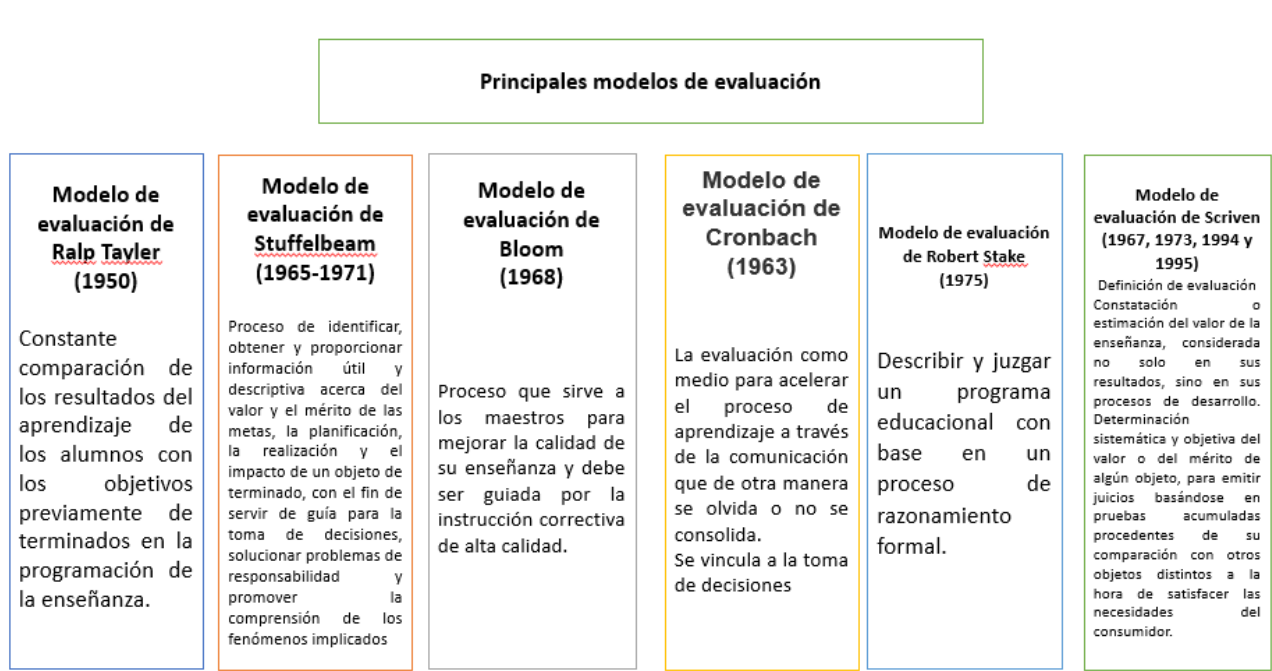 Principales modelos de evaluación
Modelo de
evaluación de
Ralp Tayler
(1950)
Constante
comparación de
los resultados del
aprendizaje de
los alumnos con
los objetivos
previamente de
terminados en la
programación de
la enseñanza.
Modelo de
evaluación de
Stuffelbeam
(1965-1971)
Proceso de identificar,
obtener y proporcionar
información útil y
descriptiva acerca del
valor y el mérito de las
metas, la planificación,
la realización y el
impacto de un objeto de
terminado, con el fin de
servir de guía para la
toma de decisiones,
solucionar problemas de
responsabilidad y
promover la
comprensión de los
fenómenos implicados
Modelo de
evaluación de
Bloom
(1968)
Proceso que sirve a
los maestros para
mejorar la calidad de
su enseñanza y debe
ser guiada por la
instrucción correctiva
de alta calidad.
Modelo de
evaluación de
Cronbach
(1963)
La evaluación como
medio para acelerar
el proceso de
aprendizaje a través
de la comunicación
que de otra manera
se olvida o no se
consolida.
Se vincula a la toma
de decisiones
Modelo de evaluación
de Robert Stake
(1975)
Describir y juzgar
un programa
educacional con
base en un
proceso de
razonamiento
formal.
Modelo de
evaluación de Scriven
(1967, 1973, 1994 y
1995)
Definición de evaluación
Constatación o
estimación del valor de la
enseñanza, considerada
no solo en sus
resultados, sino en sus
procesos de desarrollo.
Determinación
sistemática y objetiva del
valor o del mérito de
algún objeto, para emitir
juicios basándose en
pruebas acumuladas
procedentes de su
comparación con otros
objetos distintos a la
hora de satisfacer las
necesidades del
consumidor.